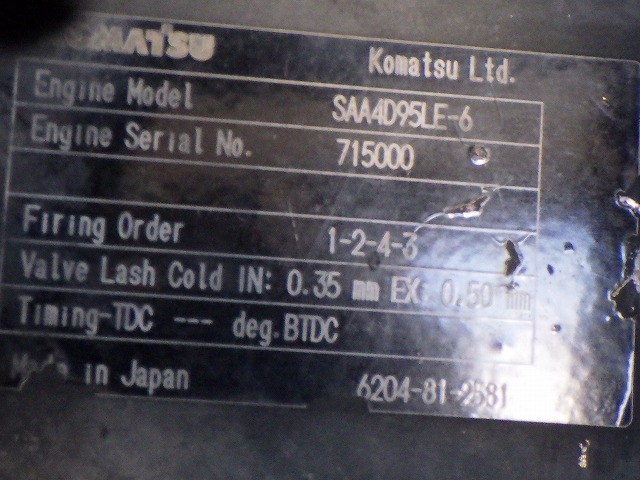 KOMATSU Komatsu Ltd.
Engine Model SAA4D95LE-6
Engine Serial No. 715000
Firing Order 1-2-4-3
Valve Lash Cold IN: 0.35 mm EX: 0.50 mm
Timing-TDC --- deg.BTDC
Made in Japan 6204-81-2581